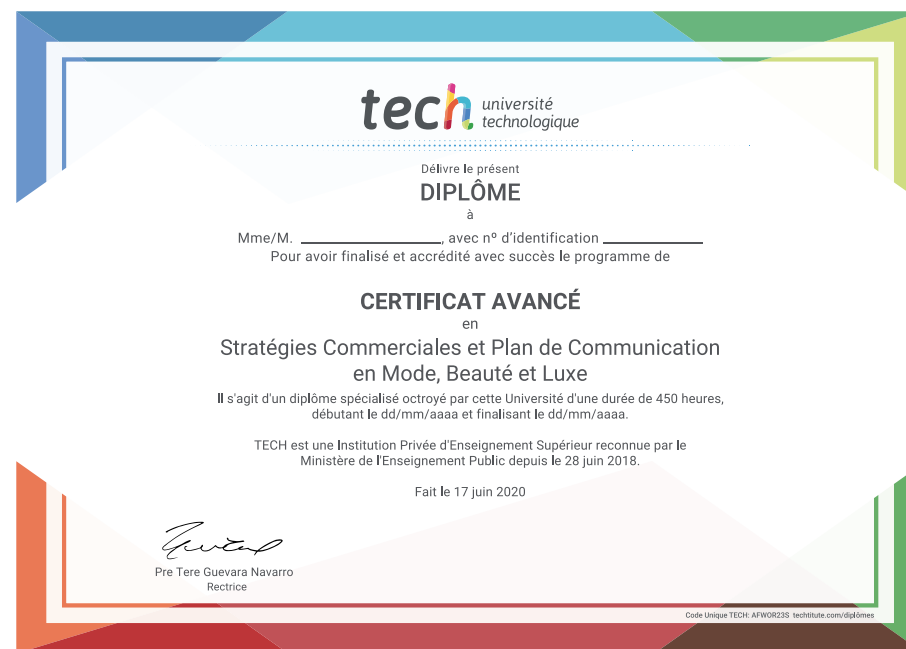 tech université
technologique
Délivre le présent
DIPLÔME
à
Mme/M. ____________________, avec nº d'identification ______________
Pour avoir finalisé et accrédité avec succès le programme de
CERTIFICAT AVANCÉ
en
Stratégies Commerciales et Plan de Communication
en Mode, Beauté et Luxe
Il s'agit d'un diplôme spécialisé octroyé par cette Université d'une durée de 450 heures,
débutant le dd/mm/aaaa et finalisant le dd/mm/aaaa.
TECH est une Institution Privée d'Enseignement Supérieur reconnue par le
Ministère de l'Enseignement Public depuis le 28 juin 2018.
Fait le 17 juin 2020
Pre Tere Guevara Navarro
Rectrice
Code Unique TECH: AFWOR23S techtitute.com/diplômes